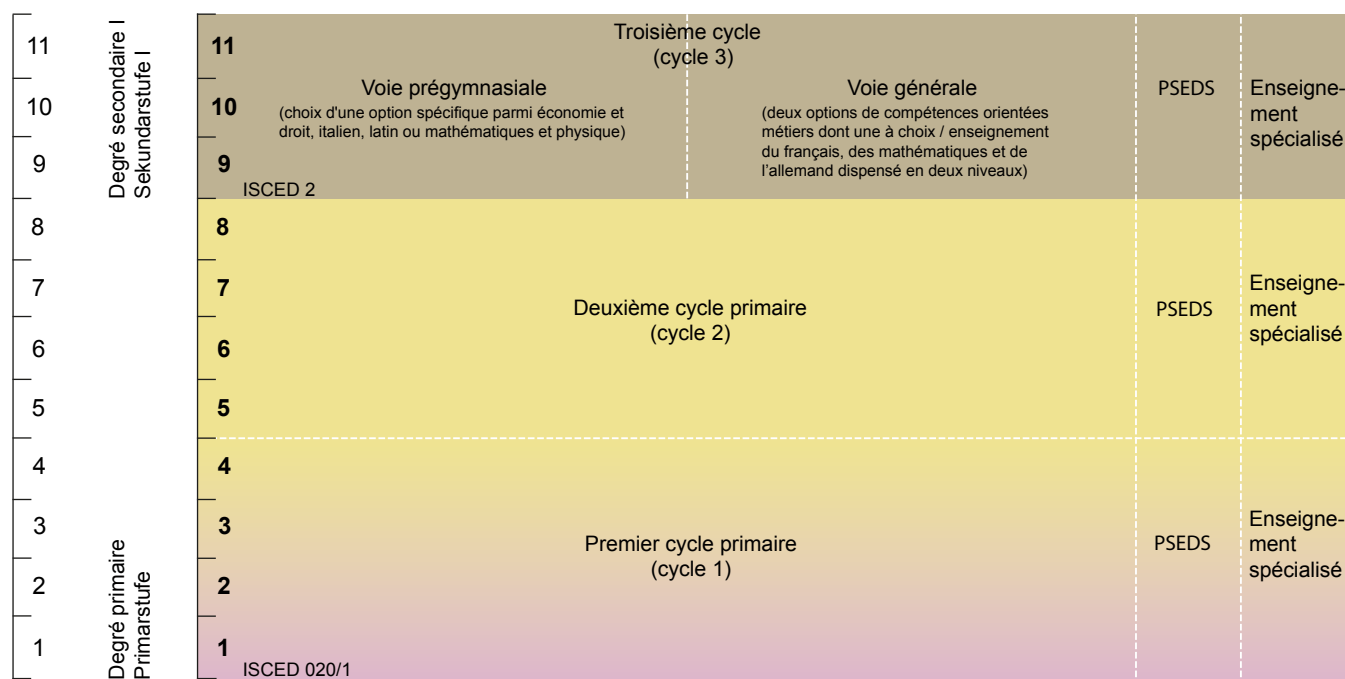 11
10
9
8
7
6
5
4
3
2
1
Degré secondaire I
Sekundarstufe I
Degré primaire
Primarstufe
11
10
9
ISCED 2
8
7
6
5
4
3
2
1
ISCED 020/1
Troisième cycle
(cycle 3)
Voie prégymnasiale
(choix d'une option spécifique parmi économie et
droit, italien, latin ou mathématiques et physique)
Voie générale
(deux options de compétences orientées
métiers dont une à choix / enseignement
du français, des mathématiques et de
l'allemand dispensé en deux niveaux)
PSEDS
Enseigne-
ment
spécialisé
Deuxième cycle primaire
(cycle 2)
PSEDS
Enseigne-
ment
spécialisé
Premier cycle primaire
(cycle 1)
PSEDS
Enseigne-
ment
spécialisé